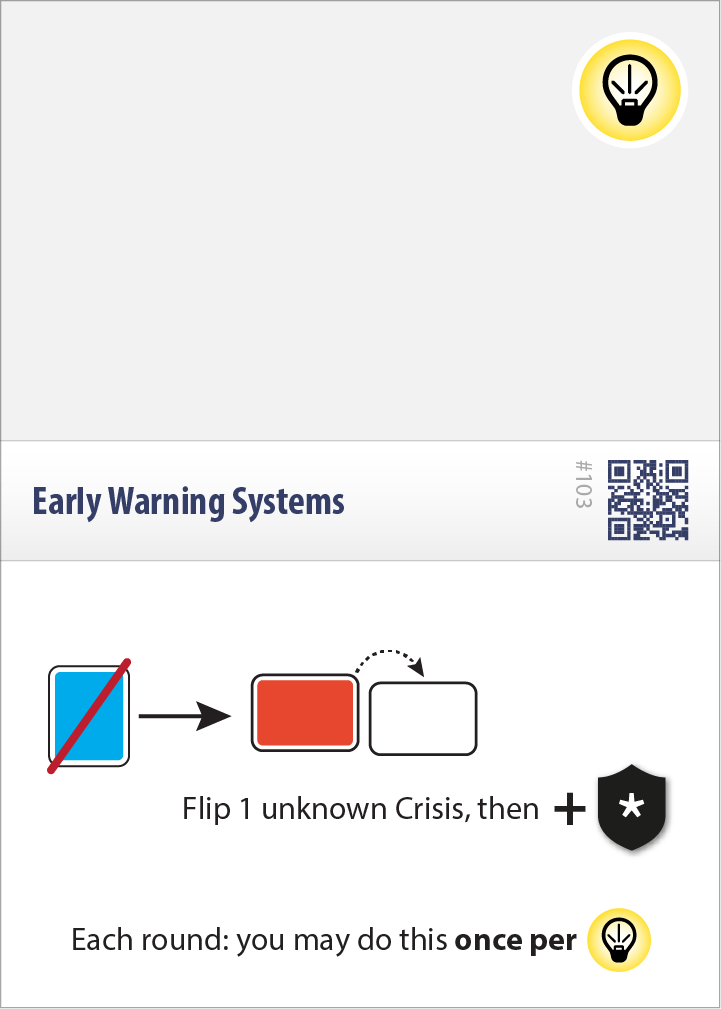 #103
Early Warning Systems
Flip 1 unknown Crisis, then +
Each round: you may do this once per